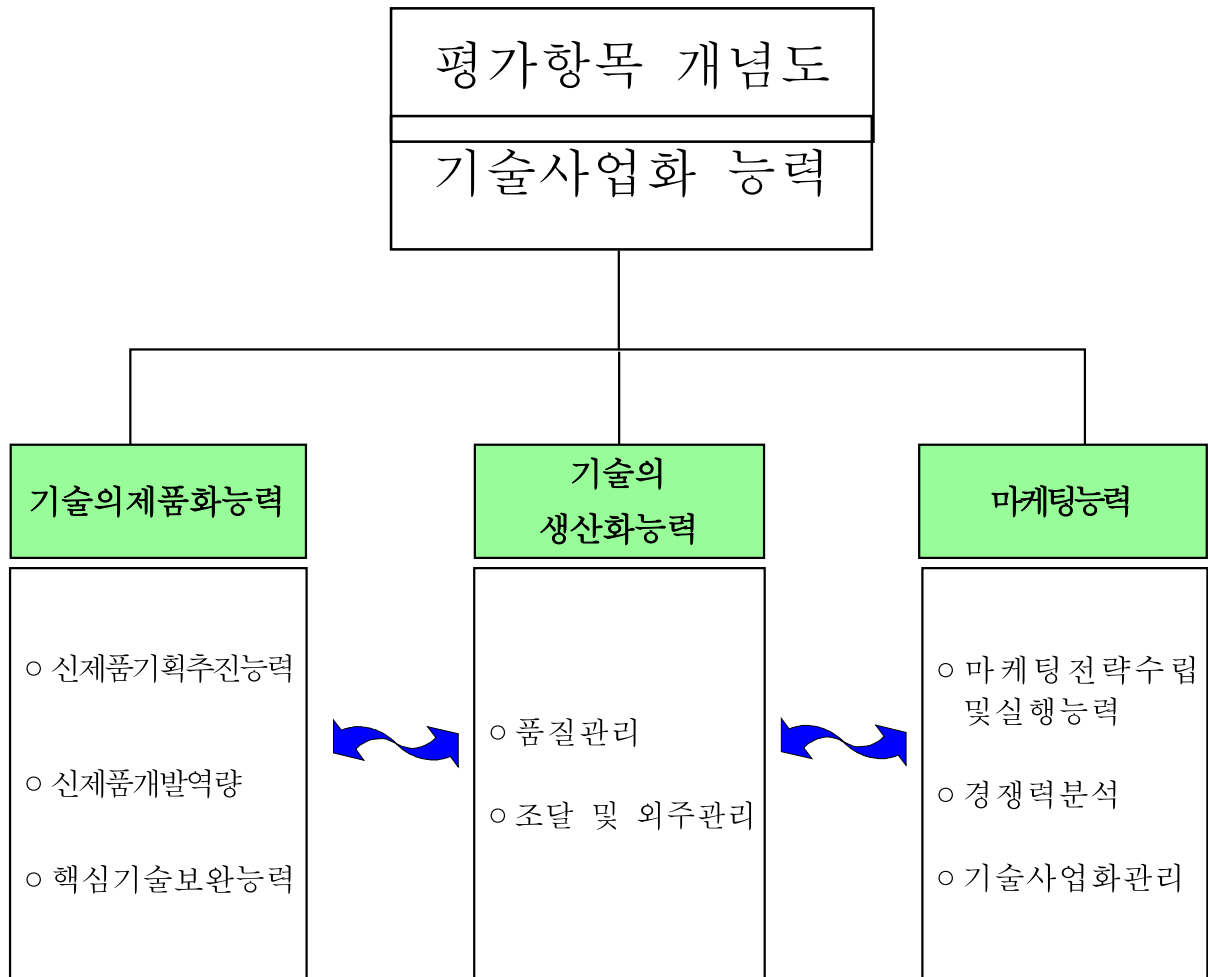 평가항목 개념도
기술사업화 능력
기술의제품화능력
○ 신제품기획추진능력
○ 신제품개발역량
○ 핵심기술보완능력
기술의
생산화능력
○ 품질관리
○ 조달 및 외주관리
마케팅능력
○ 마케팅전략수립
및실행능력
○ 경쟁력분석
○ 기술사업화관리